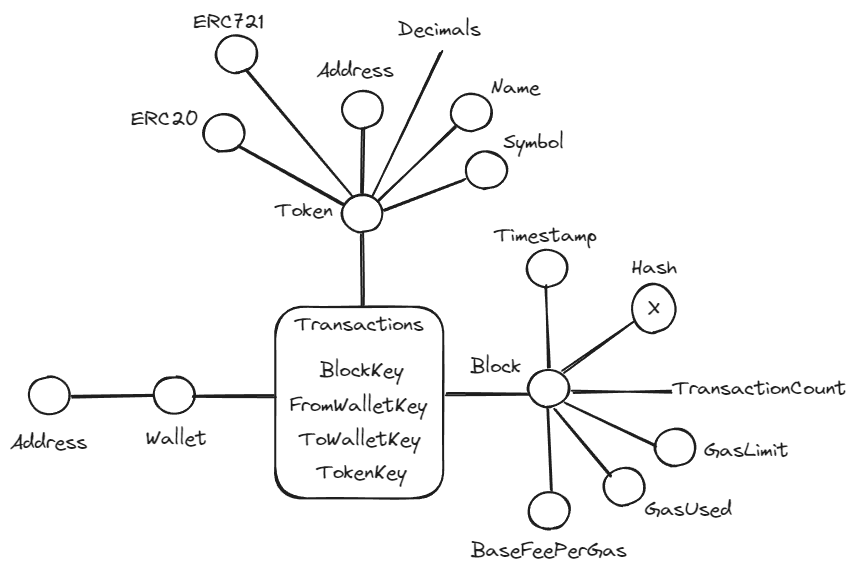 ERC721
Decimals
Address
Name
ERC20
Symbol
Token
Timestamp
Hash
X
Transactions
Block
BlockKey
TransactionCount
FromWalletKey
Address
Wallet
ToWalletKey
GasLimit
TokenKey
GasUsed
BaseFeePerGas